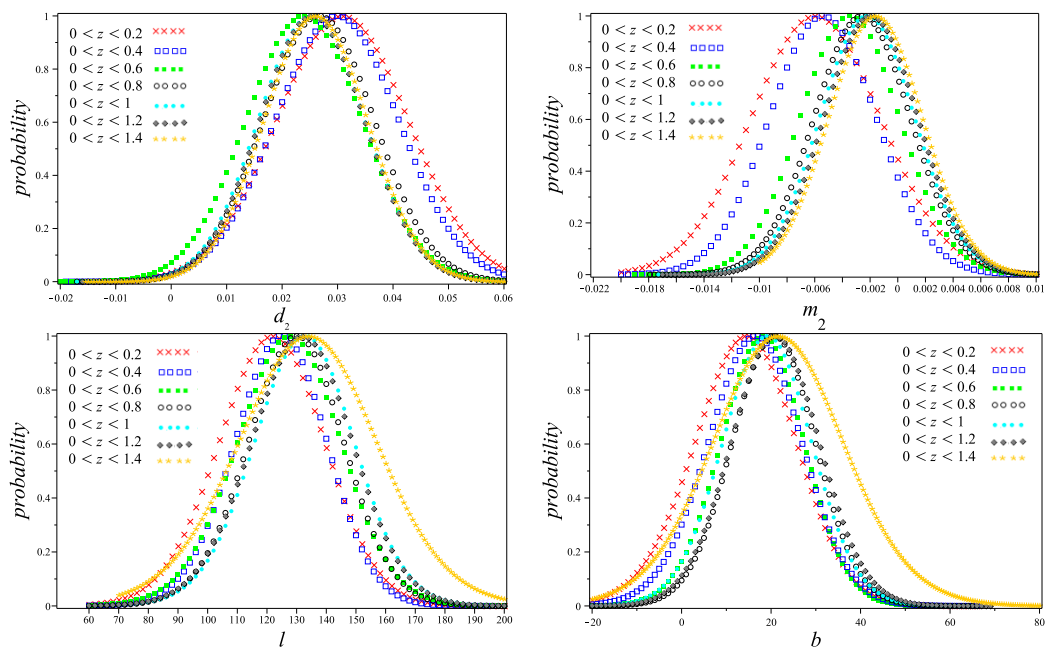 1
0.8
0.6
0.4
0.2
0
probability
0 < z < 0.2
0 < z < 0.4
0 < z < 0.6
0 < z < 0.8
0 < z < 1
0 < z < 1.2
0 < z < 1.4
-0.02 -0.01 0 0.01 0.02 0.03 0.04 0.05 0.06
d
1
0.8
0.6
0.4
0.2
0
probability
0 < z < 0.2
0 < z < 0.4
0 < z < 0.6
0 < z < 0.8
0 < z < 1
0 < z < 1.2
0 < z < 1.4
-0.022 -0.018 -0.014 -0.01 -0.006 -0.002 0 0.002 0.006 0.01
m
2
1
0.8
0.6
0.4
0.2
0
probability
0 < z < 0.2
0 < z < 0.4
0 < z < 0.6
0 < z < 0.8
0 < z < 1
0 < z < 1.2
0 < z < 1.4
60 70 80 90 100 110 120 130 140 150 160 170 180 190 200
l
2
1
0.8
0.6
0.4
0.2
0
probability
0 < z < 0.2
0 < z < 0.4
0 < z < 0.6
0 < z < 0.8
0 < z < 1
0 < z < 1.2
0 < z < 1.4
−20 0 20 40 60 80
b